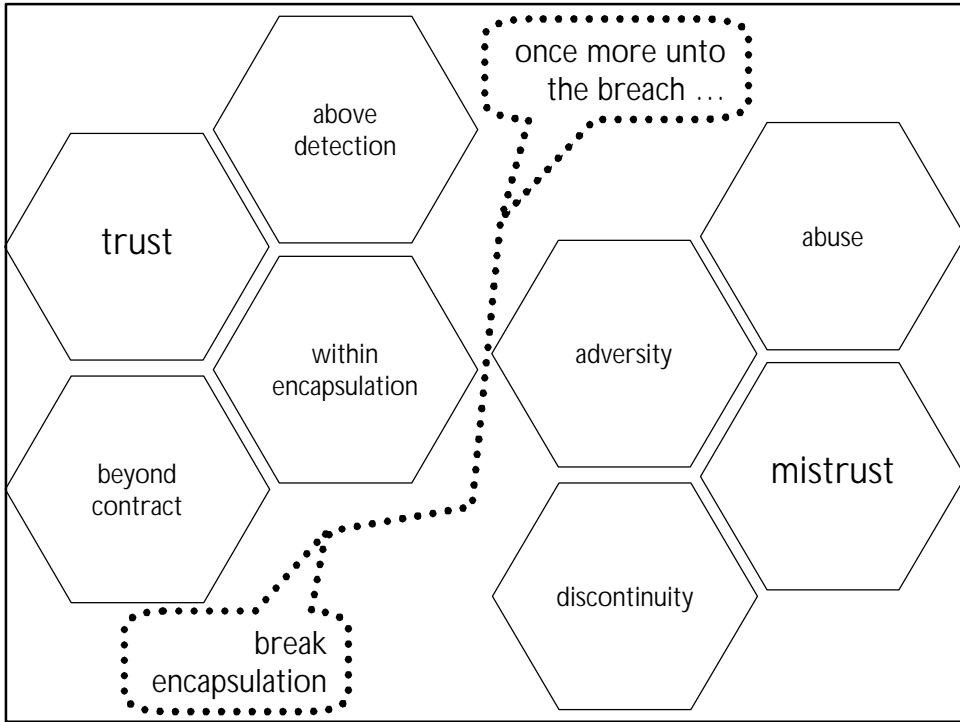 once more unto
the breach …
above
detection
trust
abuse
within
encapsulation
adversity
beyond
contract
mistrust
discontinuity
break
encapsulation